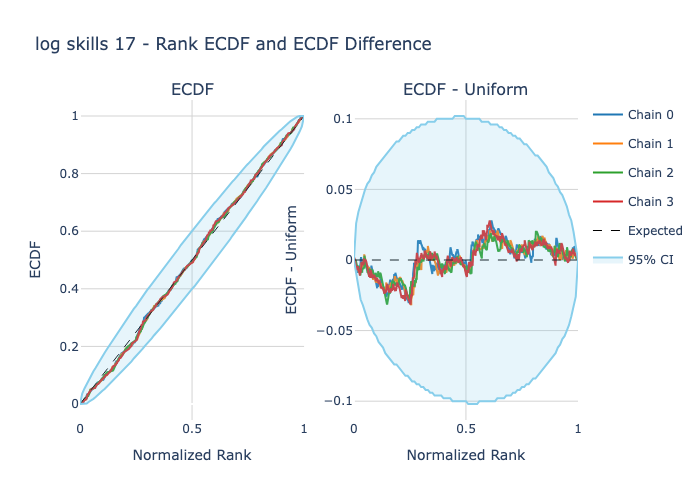 log skills 17 - Rank ECDF and ECDF Difference
ECDF
ECDF - Uniform
ECDF
1
0.8
0.6
0.4
0.2
0
0
0.5
1
Normalized Rank
ECDF - Uniform
0.1
0.05
0
−0.05
−0.1
0
0.5
1
Normalized Rank
Chain 0
Chain 1
Chain 2
Chain 3
Expected
95% CI